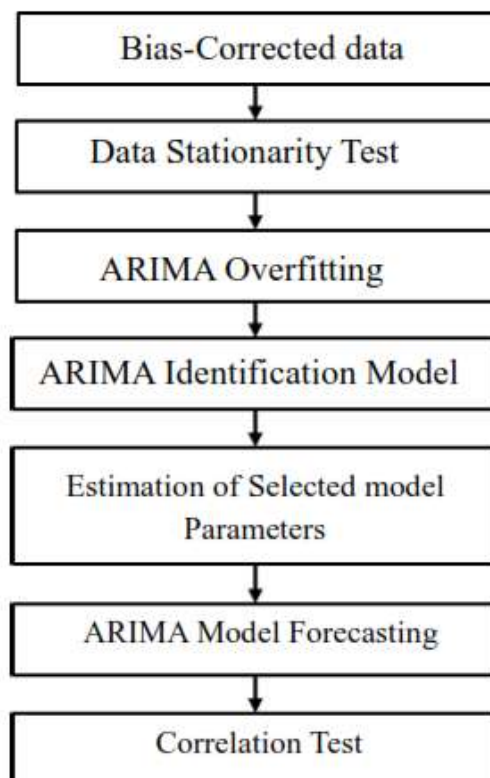 Bias-Corrected data
Data Stationarity Test
ARIMA Overfitting
ARIMA Identification Model
Estimation of Selected model
Parameters
ARIMA Model Forecasting
Correlation Test